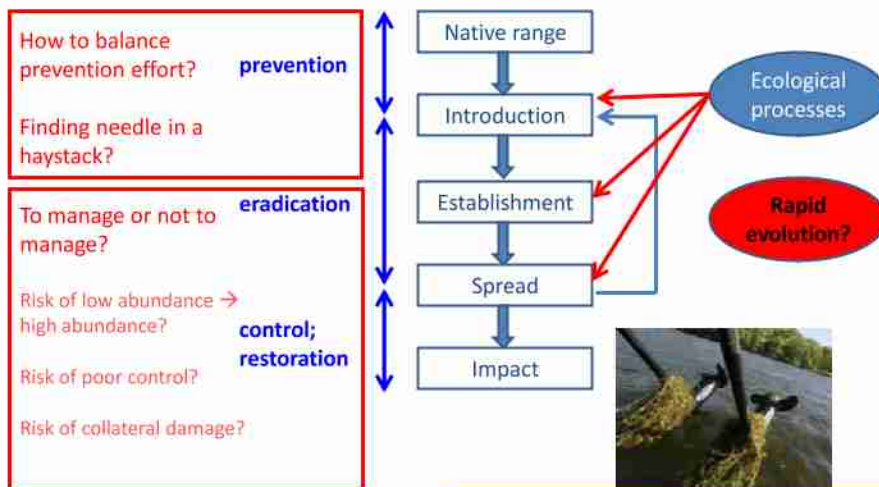 How to balance
prevention effort?
Finding needle in a
haystack?
To manage or not to
manage?
Risk of low abundance →
high abundance?
Risk of poor control?
Risk of collateral damage?
prevention
eradication
control;
restoration
Native range
Introduction
Establishment
Spread
Impact
Ecological
processes
Rapid
evolution?